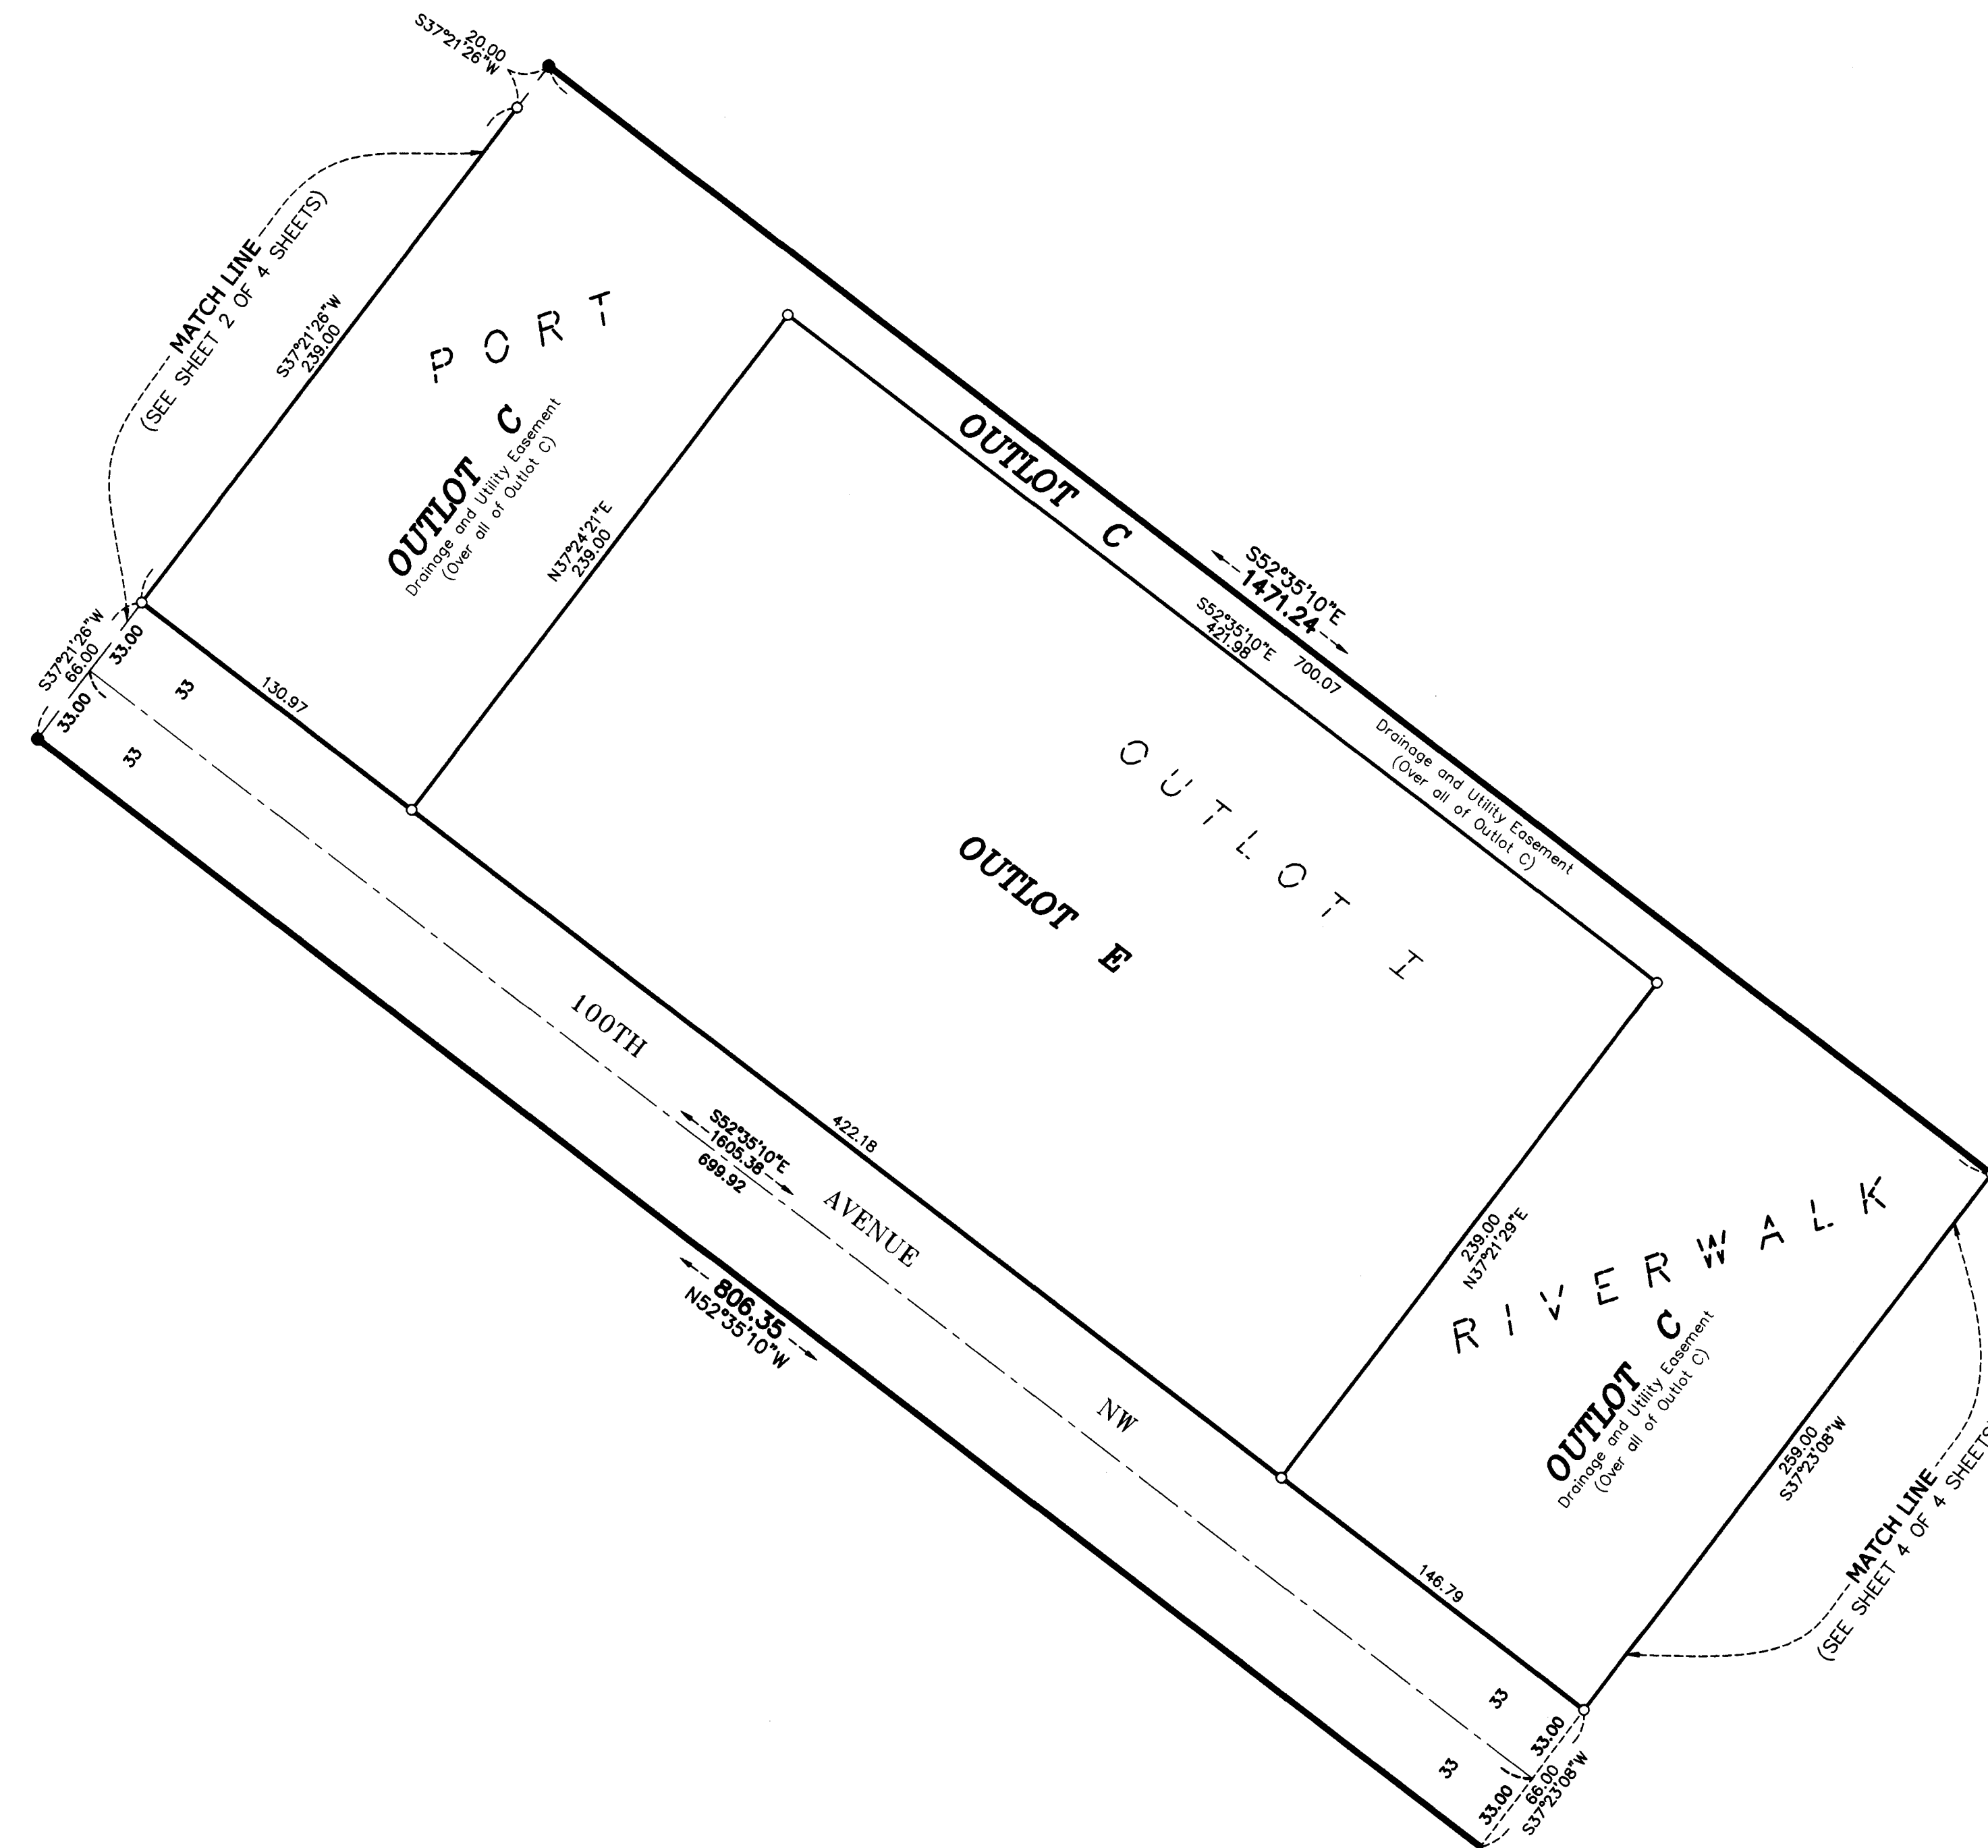 S37°21'26"W
20.00
MATCH LINE
(SEE SHEET 2 OF 4 SHEETS)
S37°21'26"W
239.00
PORT
OUTLOT C
Drainage and Utility Easement
(Over all of Outlot C)
N37°24'21"E
239.00
OUTLOT C
S52°35'10"E
1471.24
S52°35'10"E 700.07
421.98
Drainage and Utility Easement
(Over all of Outlot C)
S37°21'26"W
66.00
33.00
33.00
33
33
130.97
OUTLOT I
OUTLOT E
100TH AVENUE NW
S52°35'10"E
1605.38
699.92
422.18
806.35
N52°35'10"W
239.00
N37°21'29"E
RIVERWALK
OUTLOT C
Drainage and Utility Easement
(Over all of Outlot C)
259.00
S37°23'08"W
MATCH LINE
(SEE SHEET 4 OF 4 SHEETS
146.79
33
33
33.00
33.00
66.00
S37°23'08"W